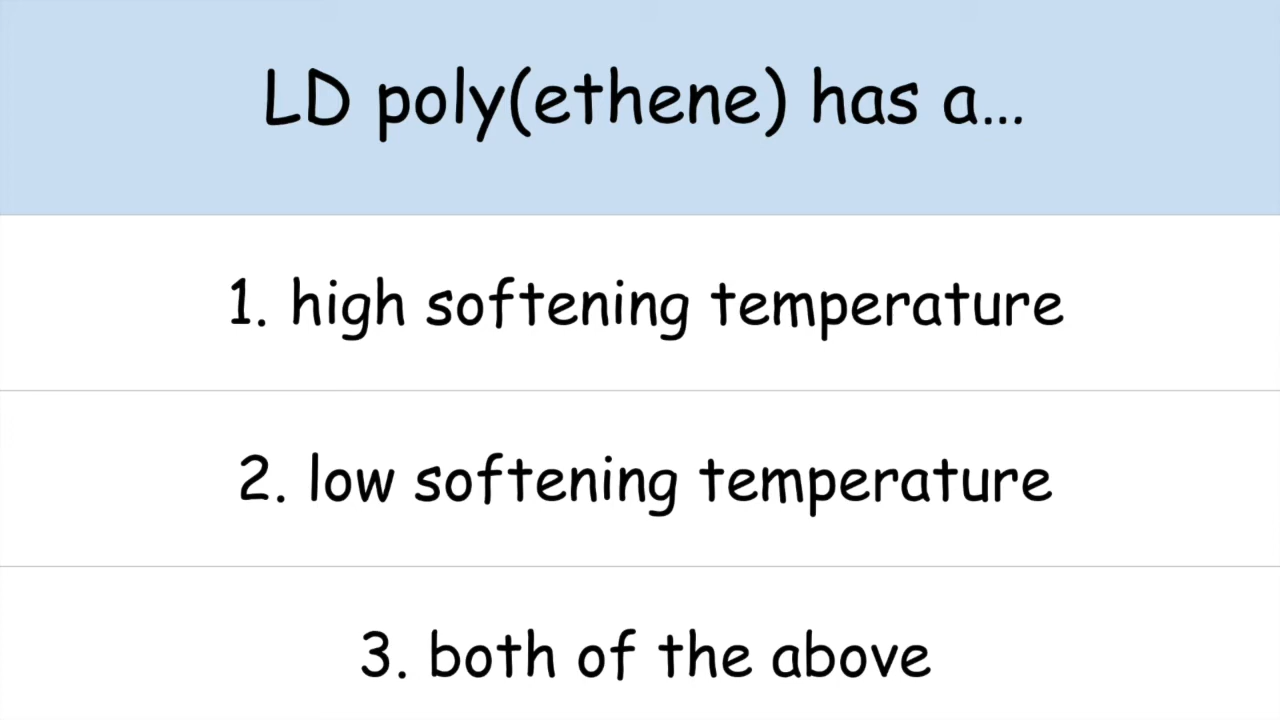 LD poly(ethene) has a...
1. high softening temperature
2. low softening temperature
3. both of the above